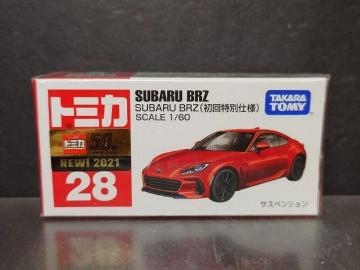 トミカ
SUBARU BRZ
SUBARU BRZ(初回特別仕様)
SCALE 1/60
TAKARA
TOMY
トミカ
50th
NEW! 2021
28
サスペンション